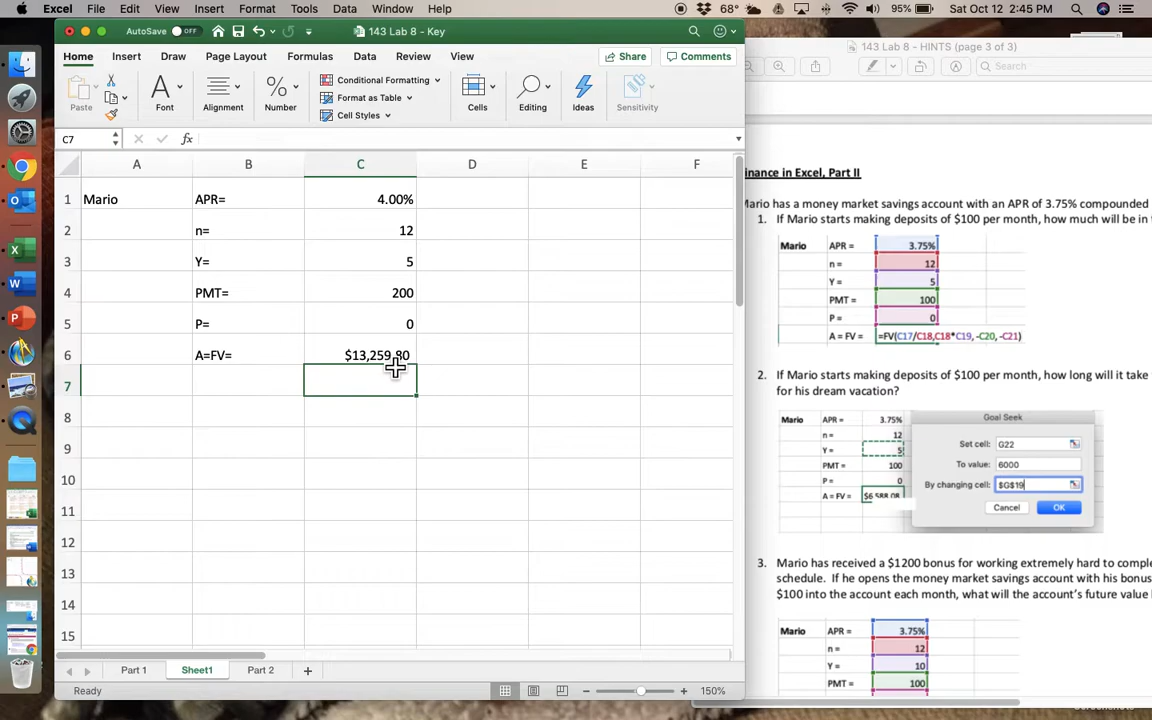 Excel File Edit View Insert Format Tools Data Window Help
95% Sat Oct 12 2:45 PM
AutoSave OFF 143 Lab 8 - Key
Home Insert Draw Page Layout Formulas Data Review View Share Comments
Paste Font Alignment Number Conditional Formatting Format as Table Cell Styles Cells Editing Ideas Sensitivity
C7 fx
A B C D E F
1 Mario APR= 4.00%
2 n= 12
3 Y= 5
4 PMT= 200
5 P= 0
6 A=FV= $13,259.80
7
8
9
10
11
12
13
14
15
Part 1 Sheet1 Part 2 +
Ready 150%
143 Lab 8 - HINTS (page 3 of 3)
Search
68°
inance in Excel, Part II
Mario has a money market savings account with an APR of 3.75% compounded
1. If Mario starts making deposits of $100 per month, how much will be in
Mario APR = 3.75%
n = 12
Y = 5
PMT = 100
P = 0
A = FV = =FV(C17/C18,C18*C19, -C20, -C21)
2. If Mario starts making deposits of $100 per month, how long will it take
for his dream vacation?
Mario APR = 3.75%
n = 12
Y = 5
PMT = 100
P = 0
A = FV = $6,588.08
Goal Seek
Set cell: G22
To value: 6000
By changing cell: $G$19
Cancel OK
3. Mario has received a $1200 bonus for working extremely hard to comple
schedule. If he opens the money market savings account with his bonus
$100 into the account each month, what will the account's future value
Mario APR = 3.75%
n = 12
Y = 10
PMT = 100